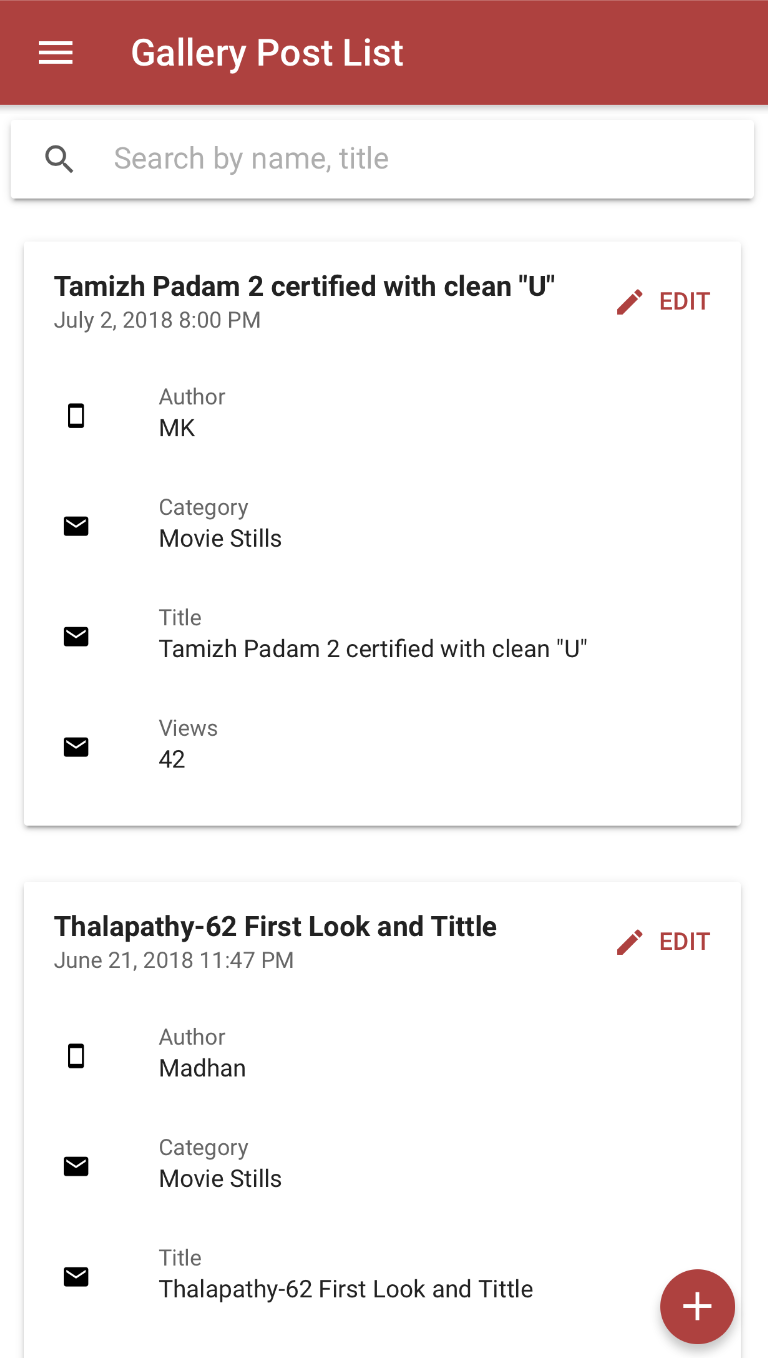 Gallery Post List
Search by name, title
Tamizh Padam 2 certified with clean "U"
July 2, 2018 8:00 PM
EDIT
Author
MK
Category
Movie Stills
Title
Tamizh Padam 2 certified with clean "U"
Views
42
Thalapathy-62 First Look and Tittle
June 21, 2018 11:47 PM
EDIT
Author
Madhan
Category
Movie Stills
Title
Thalapathy-62 First Look and Tittle